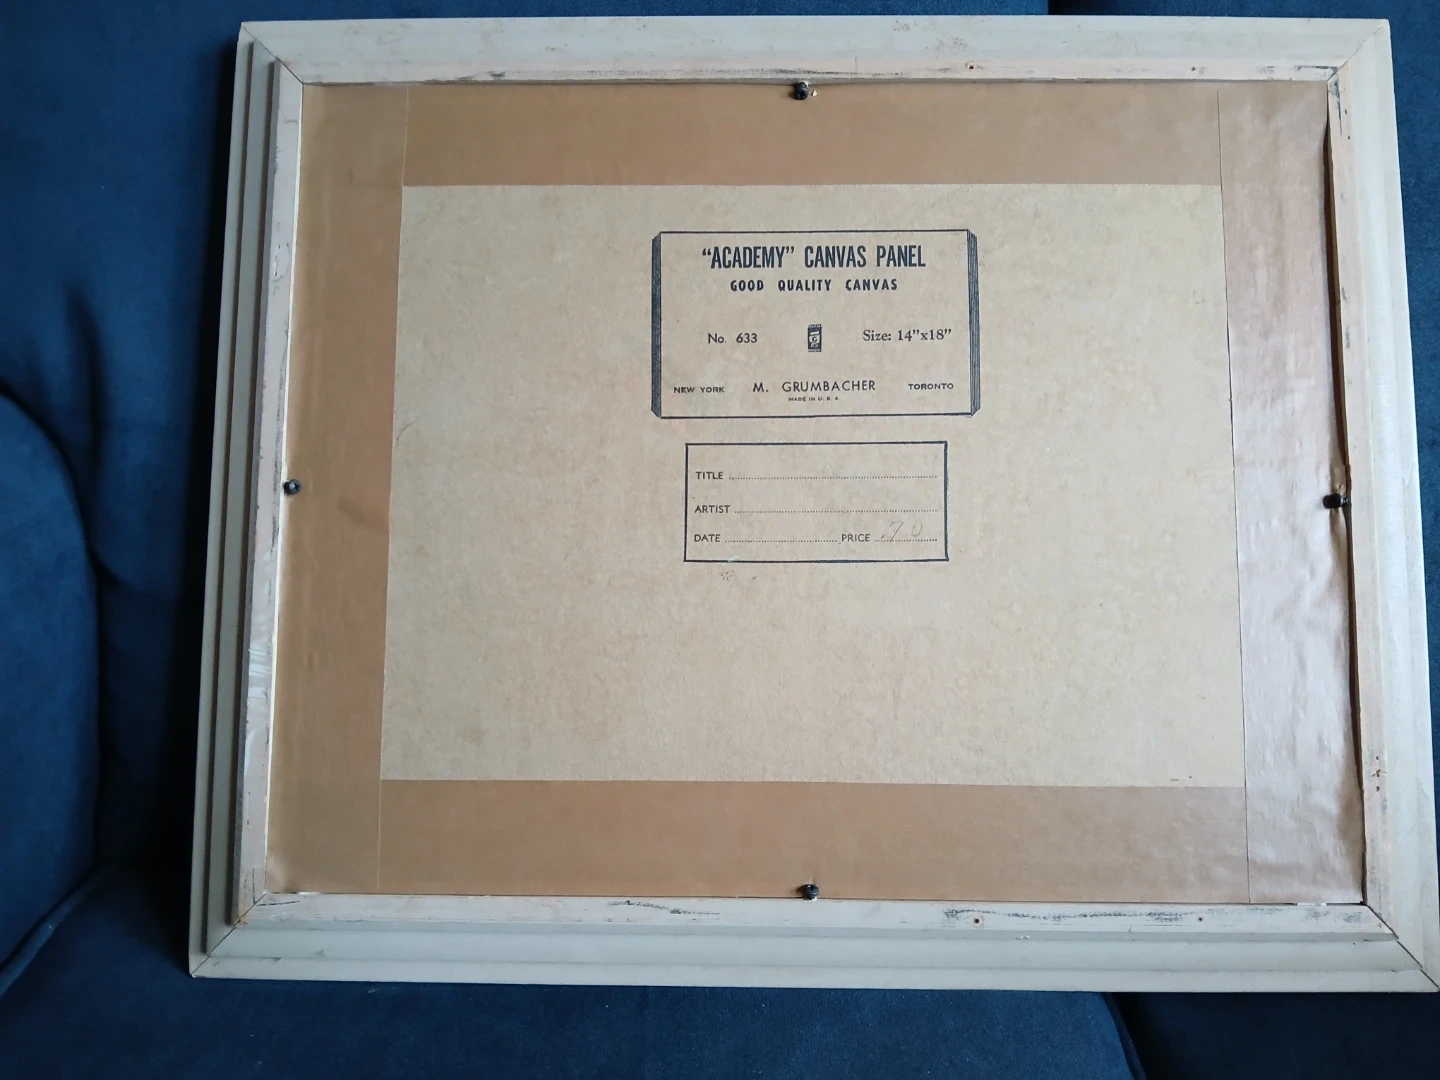 “ACADEMY” CANVAS PANEL
GOOD QUALITY CANVAS
No. 633 Size: 14”x18”
NEW YORK M. GRUMBACHER TORONTO
MADE IN U. S. A.
TITLE
ARTIST
DATE PRICE .70